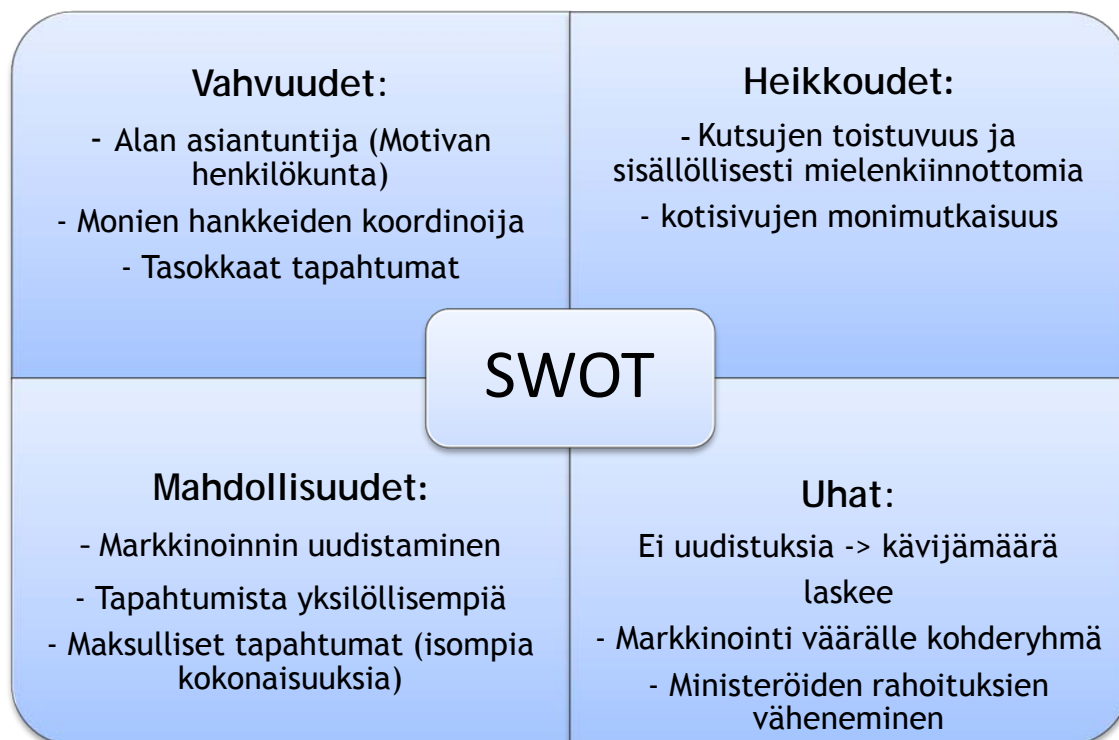 Vahvuudet:
- Alan asiantuntija (Motivan
henkilökunta)
- Monien hankkeiden koordinoija
- Tasokkaat tapahtumat
Heikkoudet:
- Kutsujen toistuvuus ja
sisällöllisesti mielenkiinnottomia
- kotisivujen monimutkaisuus
SWOT
Mahdollisuudet:
- Markkinoinnin uudistaminen
- Tapahtumista yksilöllisempiä
- Maksulliset tapahtumat (isompia
kokonaisuuksia)
Uhat:
Ei uudistuksia -> kävijämäärä
laskee
- Markkinointi väärälle kohderyhmä
- Ministeröiden rahoituksien
väheneminen